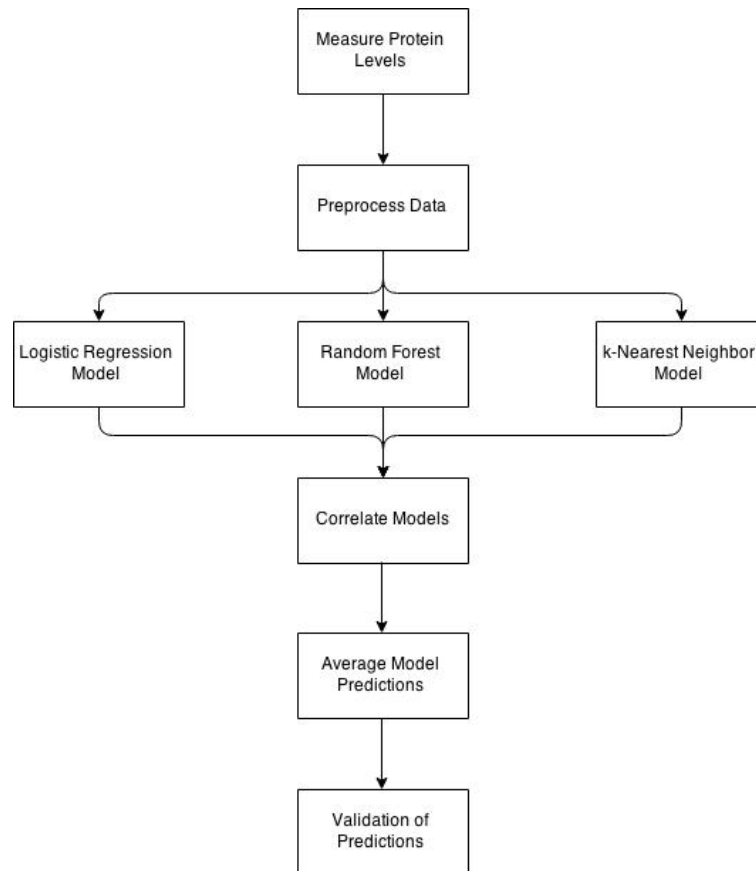 Measure Protein
Levels
Preprocess Data
Logistic Regression
Model
Random Forest
Model
k-Nearest Neighbor
Model
Correlate Models
Average Model
Predictions
Validation of
Predictions